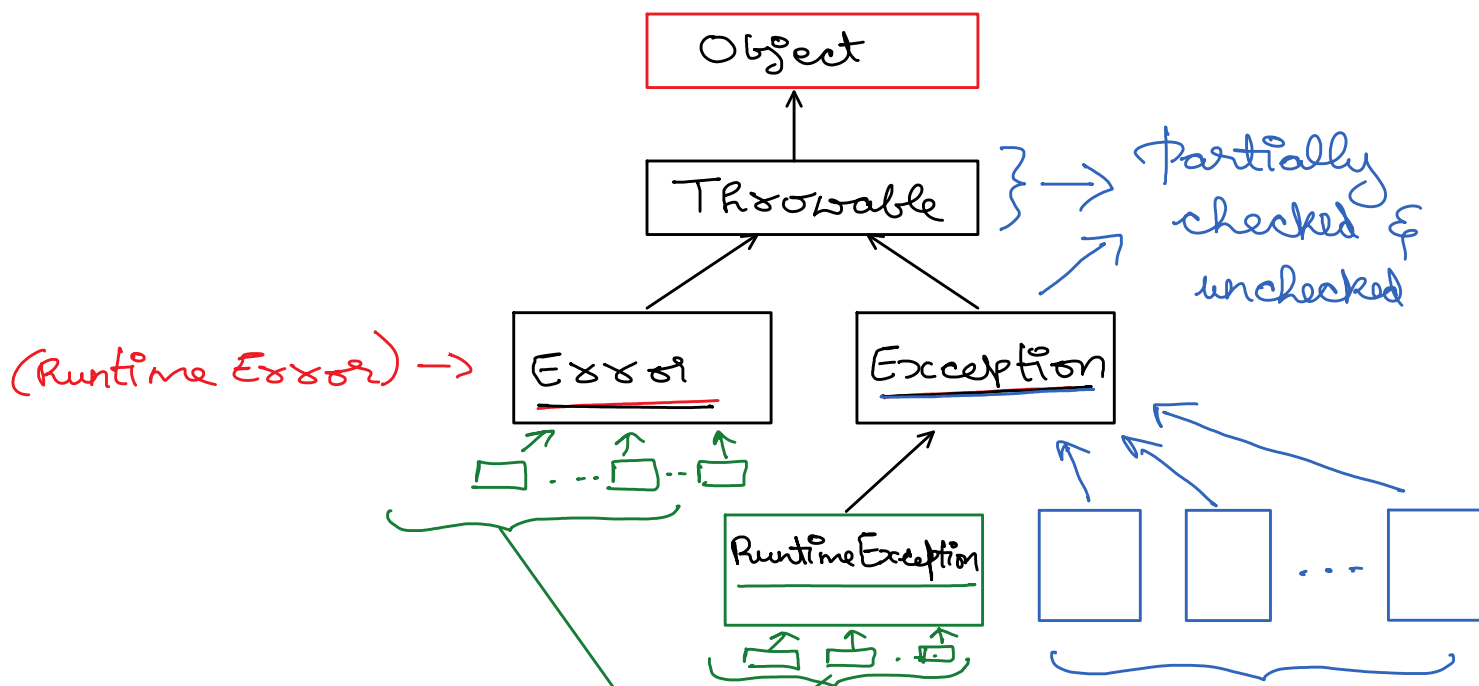 Object
Throwable
Partially
checked &
unchecked
(Runtime Error)
Error
Exception
RuntimeException